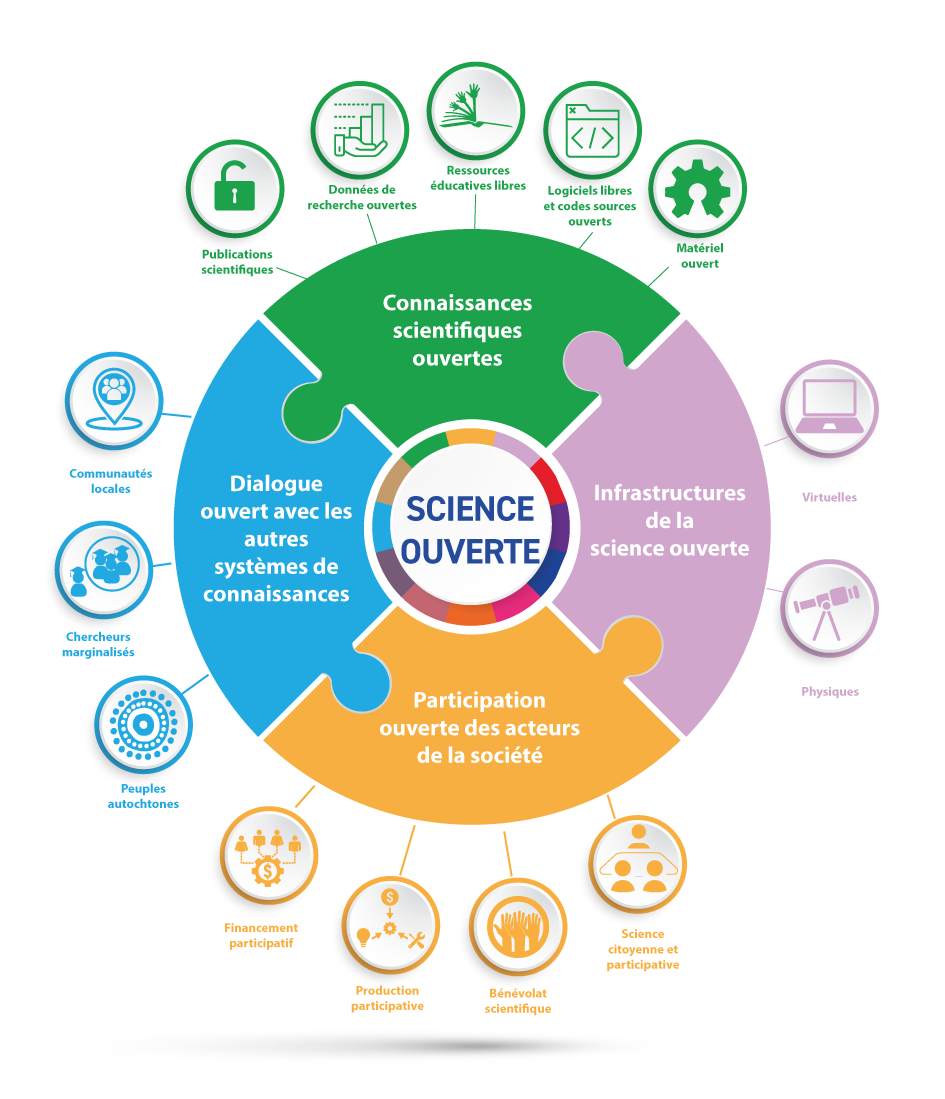 Ressources
éducatives libres
Données de
recherche ouvertes
Logiciels libres
et codes sources
ouverts
Publications
scientifiques
Matériel
ouvert
Connaissances
scientifiques
ouvertes
Communautés
locales
Chercheurs
marginalisés
Peuples
autochtones
Dialogue
ouvert avec les
autres
systèmes de
connaissances
SCIENCE
OUVERTE
Infrastructures
de la
science ouverte
Virtuelles
Physiques
Participation
ouverte des acteurs
de la société
$
Financement
participatif
$
Production
participative
Bénévolat
scientifique
Science
citoyenne et
participative